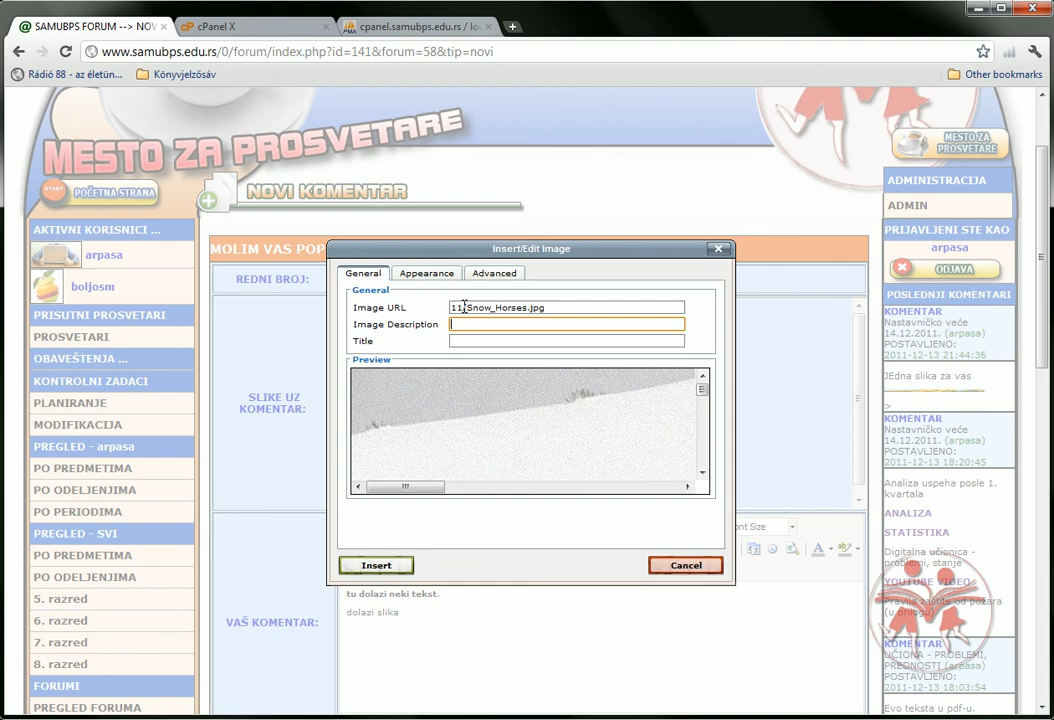 SAMUBPS FORUM --> NOV
cPanel X
cpanel.samubps.edu.rs / loc
www.samubps.edu.rs/0/forum/index.php?id=141&forum=58&tip=novi
Rádió 88 - az életün...
Könyvjelzősáv
Other bookmarks
MESTO ZA PROSVETARE
MESTO ZA
PROSVETARE
START
POČETNA STRANA
NOVI KOMENTAR
AKTIVNI KORISNICI ...
arpasa
boljosm
PRISUTNI PROSVETARI
PROSVETARI
OBAVEŠTENJA, ...
KONTROLNI ZADACI
PLANIRANJE
MODIFIKACIJA
PREGLED - arpasa
PO PREDMETIMA
PO ODELJENJIMA
PO PERIODIMA
PREGLED - SVI
PO PREDMETIMA
PO ODELJENJIMA
5. razred
6. razred
7. razred
8. razred
FORUMI
PREGLED FORUMA
MOLIM VAS POP
REDNI BROJ:
SLIKE UZ
KOMENTAR:
VAŠ KOMENTAR:
Insert/Edit Image
General
Appearance
Advanced
General
Image URL
11_Snow_Horses.jpg
Image Description
Title
Preview
Insert
Cancel
ont Size
tu dolazi neki tekst.
dolazi slika
ADMINISTRACIJA
ADMIN
PRIJAVLJENI STE KAO
arpasa
ODJAVA
POSLEDNJI KOMENTARI
KOMENTAR
Nastavničko veće
14.12.2011. (arpasa)
POSTAVLJENO:
2011-12-13 21:44:36
JEdna slika za vas
>
KOMENTAR
Nastavničko veće
14.12.2011. (arpasa)
POSTAVLJENO:
2011-12-13 18:20:45
Analiza uspeha posle 1.
kvartala
ANALIZA
STATISTIKA
Digitalna učionica -
problemi, stanje
YOUTUBE VIDEO
Pravila zaštite od požara
(u prilogu)
KOMENTAR
UČIONA - PROBLEMI,
PREDNOSTI (arpasa)
POSTAVLJENO:
2011-12-13 18:03:54
Evo teksta u pdf-u.